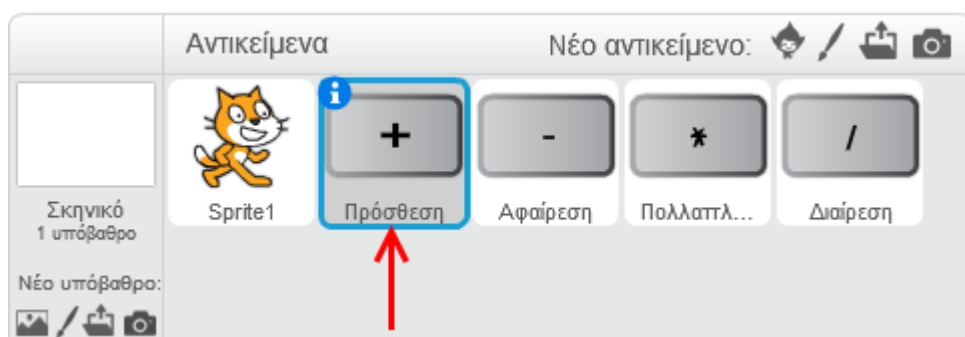 Αντικείμενα Νέο αντικείμενο:
i
+ - * /
Sprite1 Πρόσθεση Αφαίρεση Πολλαπλ... Διαίρεση
Σκηνικό
1 υπόβαθρο
Νέο υπόβαθρο: